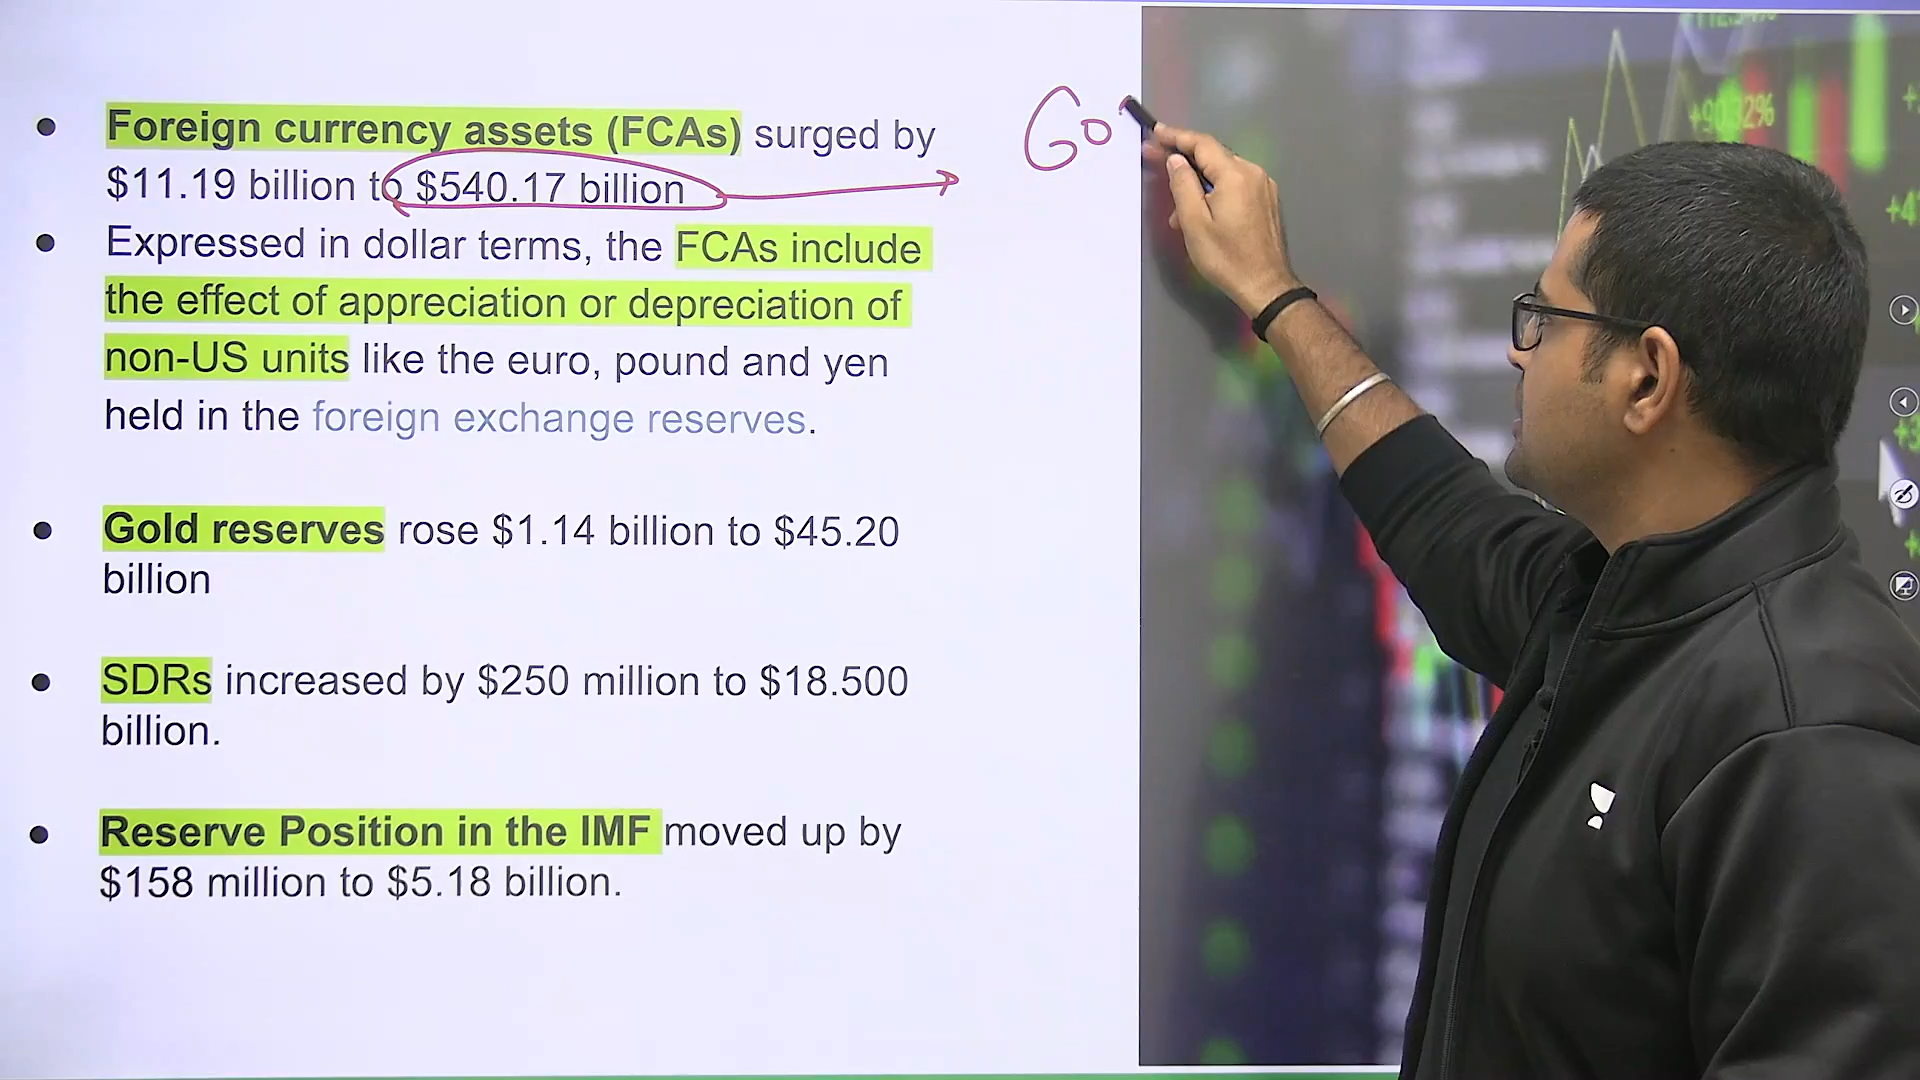 Foreign currency assets (FCAs) surged by
$11.19 billion to $540.17 billion
Expressed in dollar terms, the FCAs include
the effect of appreciation or depreciation of
non-US units like the euro, pound and yen
held in the foreign exchange reserves.
Gold reserves rose $1.14 billion to $45.20
billion
SDRs increased by $250 million to $18.500
billion.
Reserve Position in the IMF moved up by
$158 million to $5.18 billion.
Go
+90.32%